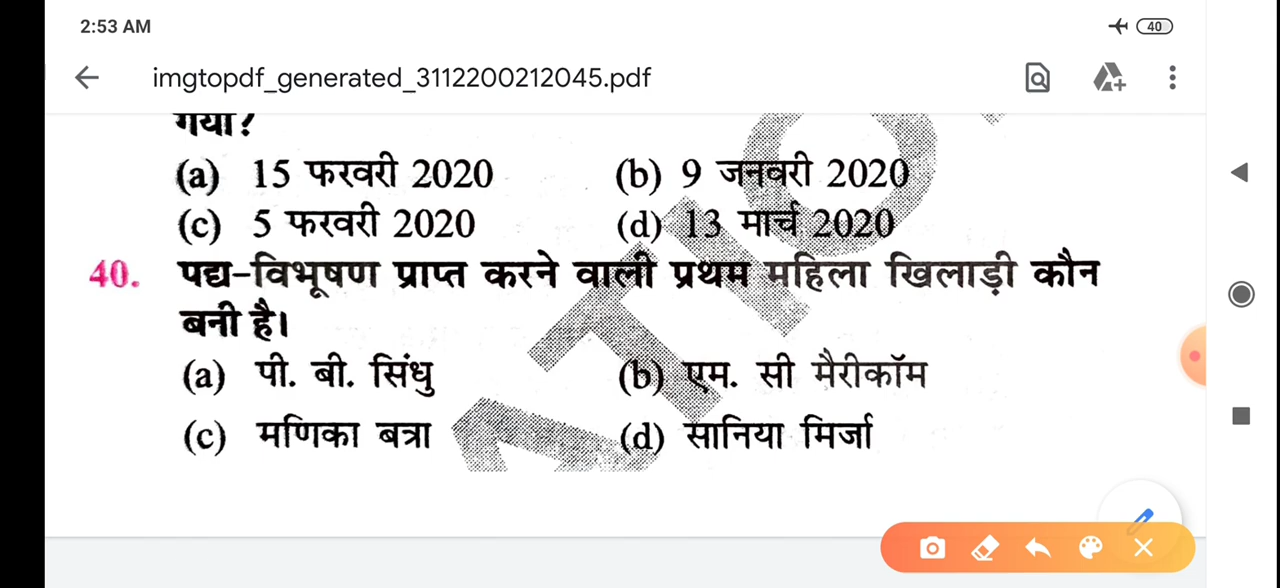 2:53 AM
40
imgtopdf_generated_3112200212045.pdf
गया?
(a) 15 फरवरी 2020 (b) 9 जनवरी 2020
(c) 5 फरवरी 2020 (d) 13 मार्च 2020
40. पद्य-विभूषण प्राप्त करने वाली प्रथम महिला खिलाड़ी कौन
बनी है।
(a) पी. बी. सिंधु (b) एम. सी मैरीकॉम
(c) मणिका बत्रा (d) सानिया मिर्जा